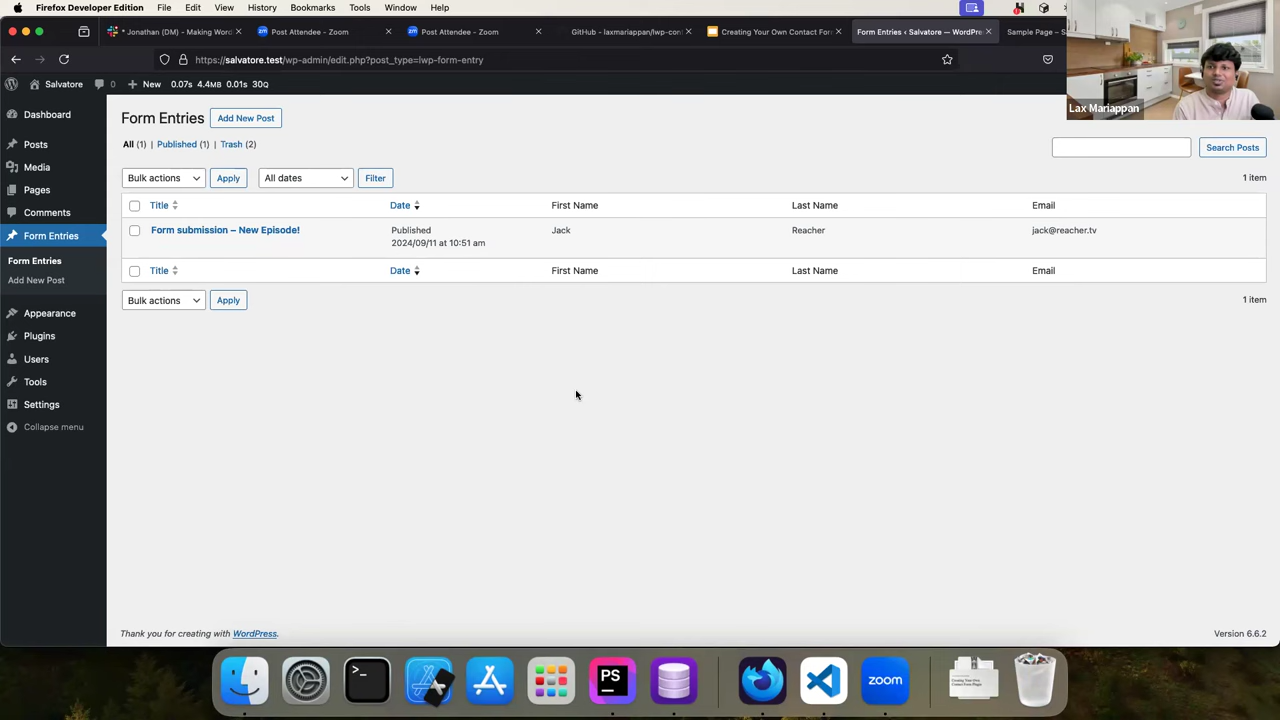 Firefox Developer Edition File Edit View History Bookmarks Tools Window Help
* Jonathan (DM) - Making Word
Post Attendee - Zoom
Post Attendee - Zoom
GitHub - laxmariappan/lwp-con
Creating Your Own Contact For
Form Entries ‹ Salvatore — WordPre
Sample Page – S
https://salvatore.test/wp-admin/edit.php?post_type=lwp-form-entry
Lax Mariappan
Salvatore 0 New 0.07s 4.4MB 0.01s 30Q
Dashboard
Posts
Media
Pages
Comments
Form Entries
Form Entries
Add New Post
Appearance
Plugins
Users
Tools
Settings
Collapse menu
Form Entries Add New Post
All (1) | Published (1) | Trash (2)
Search Posts
Bulk actions Apply All dates Filter
1 item
Title Date First Name Last Name Email
Form submission – New Episode! Published Jack Reacher jack@reacher.tv
2024/09/11 at 10:51 am
Title Date First Name Last Name Email
Bulk actions Apply
1 item
Thank you for creating with WordPress.
Version 6.6.2
>_
PS
zoom